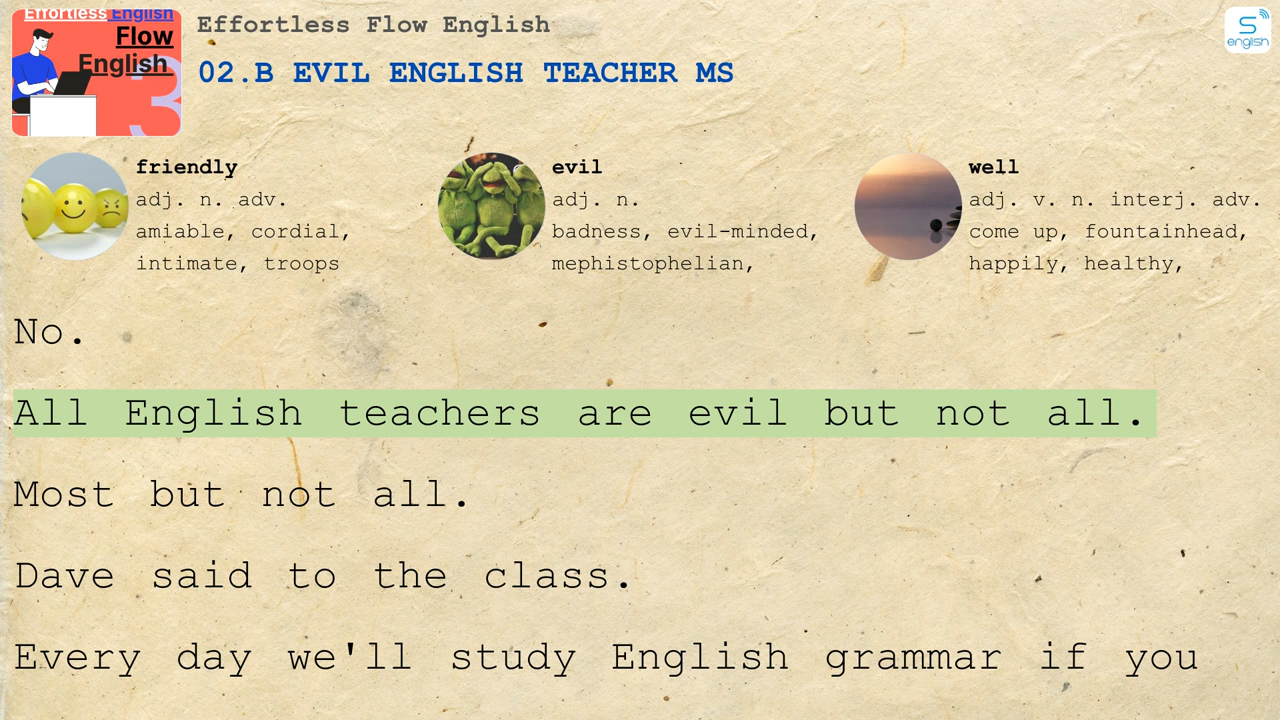 Effortless English
Flow
English
3
Effortless Flow English
02.B EVIL ENGLISH TEACHER MS
S
english
friendly
adj. n. adv.
amiable, cordial,
intimate, troops
evil
adj. n.
badness, evil-minded,
mephistophelian,
well
adj. v. n. interj. adv.
come up, fountainhead,
happily, healthy,
No.
All English teachers are evil but not all.
Most but not all.
Dave said to the class.
Every day we'll study English grammar if you